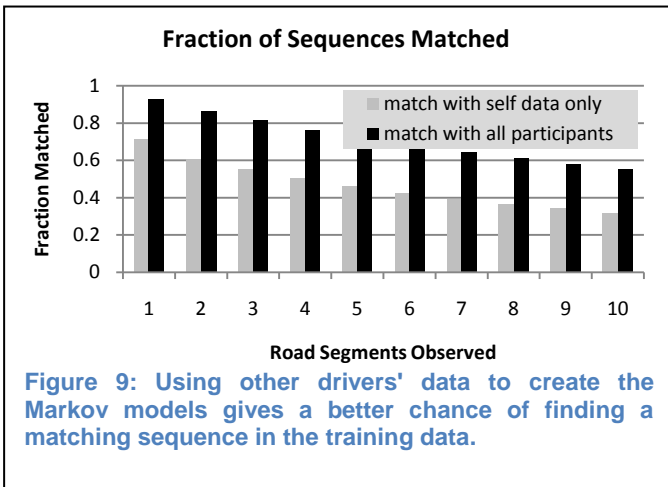 Fraction of Sequences Matched
1
0.8
0.6
0.4
0.2
0
Fraction Matched
match with self data only
match with all participants
1 2 3 4 5 6 7 8 9 10
Road Segments Observed
Figure 9: Using other drivers' data to create the
Markov models gives a better chance of finding a
matching sequence in the training data.